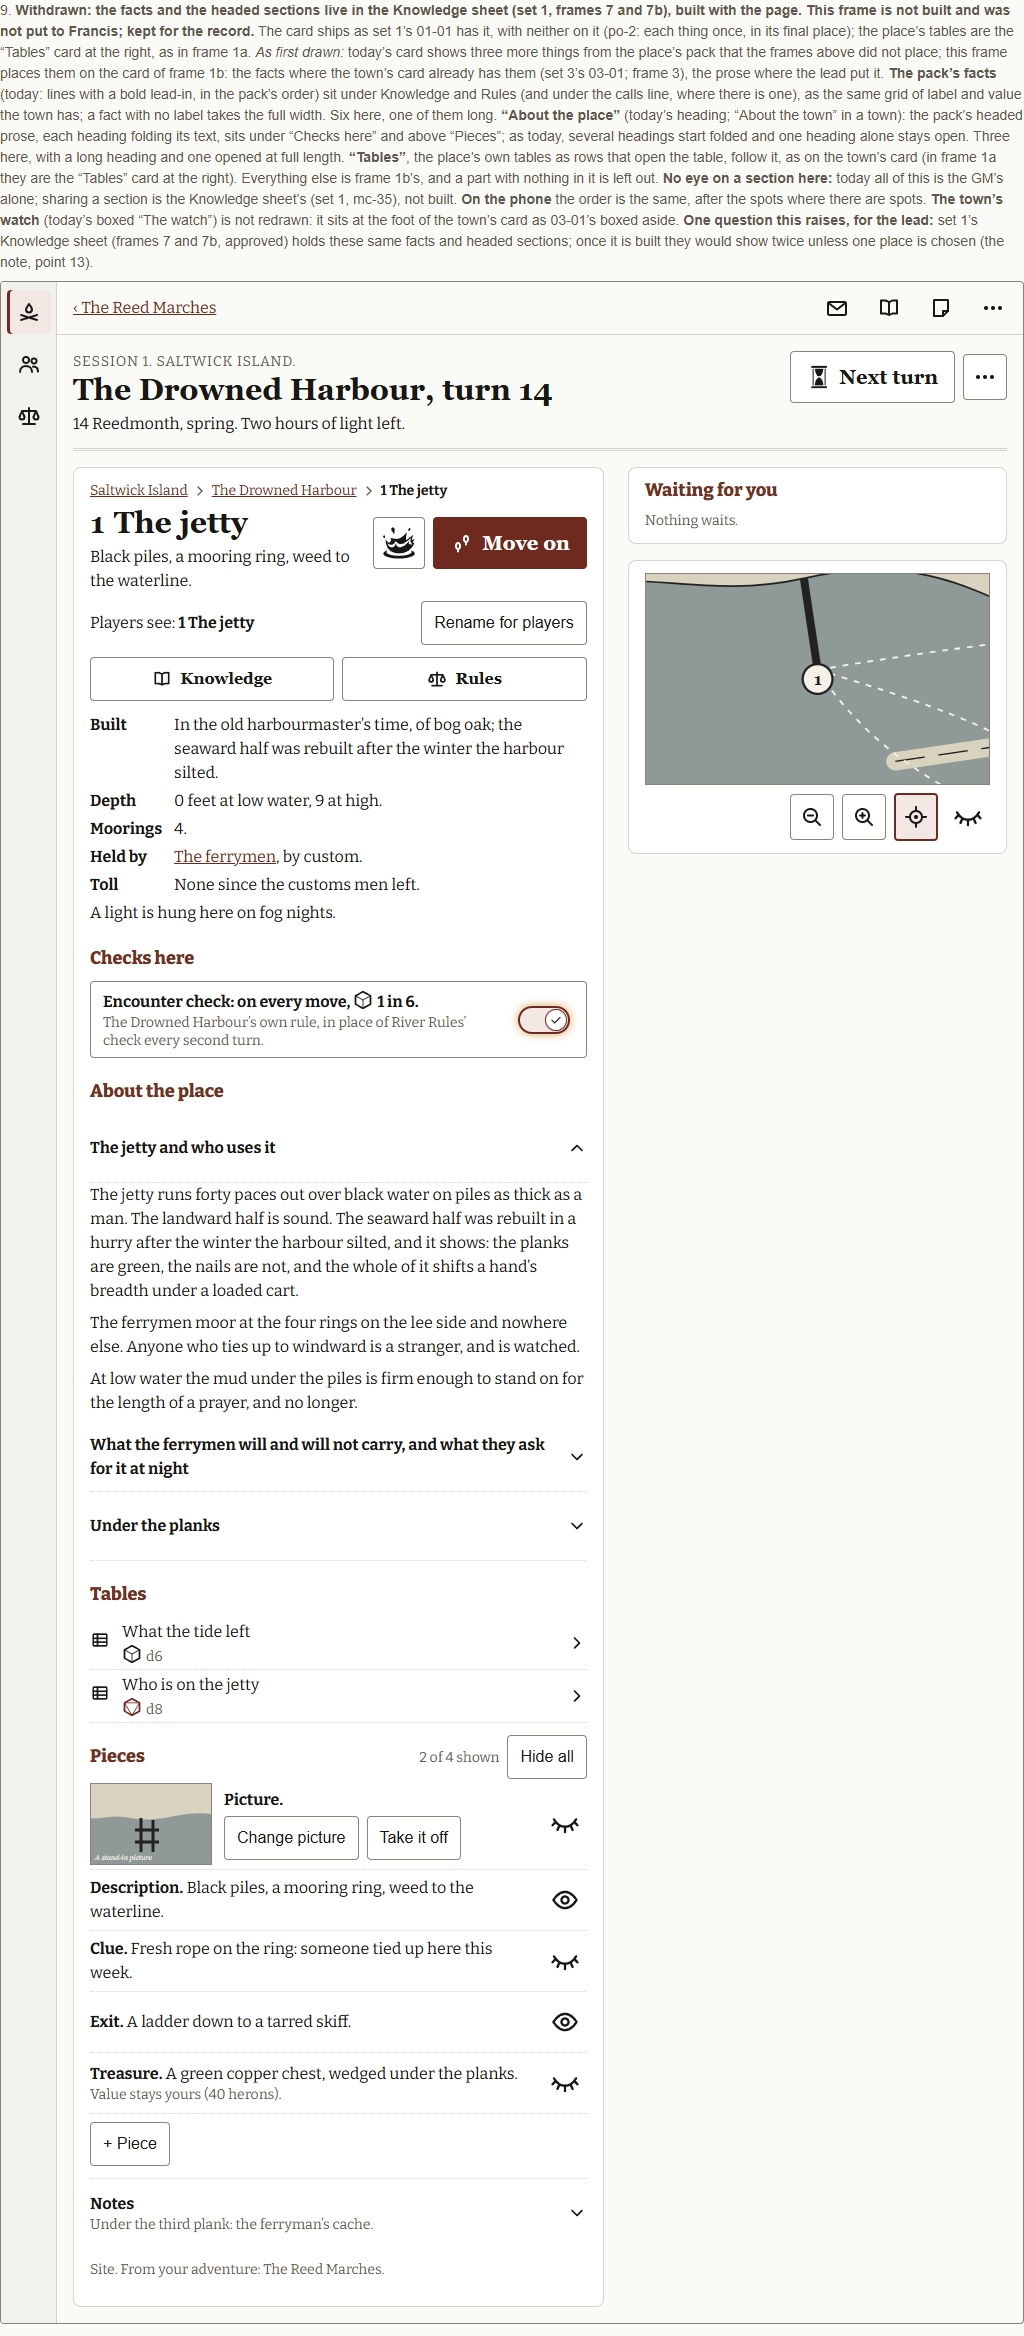 9. Withdrawn: the facts and the headed sections live in the Knowledge sheet (set 1, frames 7 and 7b), built with the page. This frame is not built and was
not put to Francis; kept for the record. The card ships as set 1's 01-01 has it, with neither on it (po-2: each thing once, in its final place); the place's tables are the
“Tables” card at the right, as in frame 1a. As first drawn: today's card shows three more things from the place's pack that the frames above did not place; this frame
places them on the card of frame 1b: the facts where the town's card already has them (set 3's 03-01; frame 3), the prose where the lead put it. The pack's facts
(today: lines with a bold lead-in, in the pack's order) sit under Knowledge and Rules (and under the calls line, where there is one), as the same grid of label and value
the town has; a fact with no label takes the full width. Six here, one of them long. “About the place” (today's heading; “About the town” in a town): the pack's headed
prose, each heading folding its text, sits under “Checks here” and above “Pieces”; as today, several headings start folded and one heading alone stays open. Three
here, with a long heading and one opened at full length. “Tables”, the place's own tables as rows that open the table, follow it, as on the town's card (in frame 1a
they are the “Tables” card at the right). Everything else is frame 1b's, and a part with nothing in it is left out. No eye on a section here: today all of this is the GM's
alone; sharing a section is the Knowledge sheet's (set 1, mc-35), not built. On the phone the order is the same, after the spots where there are spots. The town's
watch (today's boxed “The watch”) is not redrawn: it sits at the foot of the town's card as 03-01's boxed aside. One question this raises, for the lead: set 1's
Knowledge sheet (frames 7 and 7b, approved) holds these same facts and headed sections; once it is built they would show twice unless one place is chosen (the
note, point 13).
‹ The Reed Marches
SESSION 1. SALTWICK ISLAND.
The Drowned Harbour, turn 14
14 Reedmonth, spring. Two hours of light left.
Next turn
Saltwick Island > The Drowned Harbour > 1 The jetty
1 The jetty
Black piles, a mooring ring, weed to
the waterline.
Move on
Players see: 1 The jetty
Rename for players
Knowledge
Rules
Built In the old harbourmaster's time, of bog oak; the
seaward half was rebuilt after the winter the harbour
silted.
Depth 0 feet at low water, 9 at high.
Moorings 4.
Held by The ferrymen, by custom.
Toll None since the customs men left.
A light is hung here on fog nights.
Checks here
Encounter check: on every move, 1 in 6.
The Drowned Harbour's own rule, in place of River Rules'
check every second turn.
About the place
The jetty and who uses it
The jetty runs forty paces out over black water on piles as thick as a
man. The landward half is sound. The seaward half was rebuilt in a
hurry after the winter the harbour silted, and it shows: the planks
are green, the nails are not, and the whole of it shifts a hand's
breadth under a loaded cart.
The ferrymen moor at the four rings on the lee side and nowhere
else. Anyone who ties up to windward is a stranger, and is watched.
At low water the mud under the piles is firm enough to stand on for
the length of a prayer, and no longer.
What the ferrymen will and will not carry, and what they ask
for it at night
Under the planks
Tables
What the tide left
d6
Who is on the jetty
d8
Pieces
2 of 4 shown
Hide all
A stand-in picture
Picture.
Change picture
Take it off
Description. Black piles, a mooring ring, weed to the
waterline.
Clue. Fresh rope on the ring: someone tied up here this
week.
Exit. A ladder down to a tarred skiff.
Treasure. A green copper chest, wedged under the planks.
Value stays yours (40 herons).
+ Piece
Notes
Under the third plank: the ferryman's cache.
Site. From your adventure: The Reed Marches.
Waiting for you
Nothing waits.
1